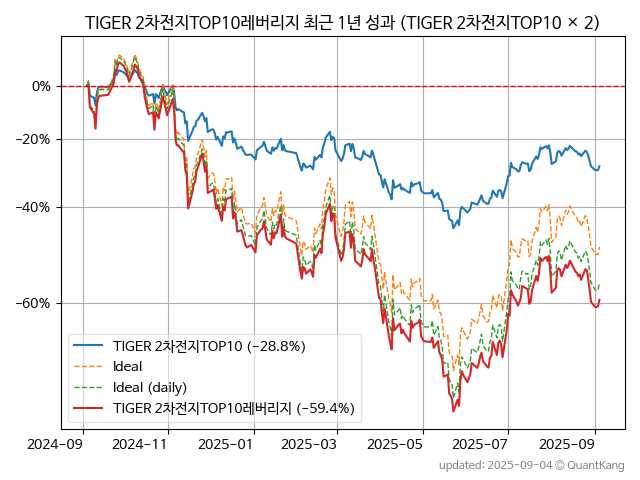 TIGER 2차전지TOP10레버리지 최근 1년 성과 (TIGER 2차전지TOP10 × 2)
0%
−20%
−40%
−60%
TIGER 2차전지TOP10 (−28.8%)
Ideal
Ideal (daily)
TIGER 2차전지TOP10레버리지 (−59.4%)
2024−09 2024−11 2025−01 2025−03 2025−05 2025−07 2025−09
updated: 2025−09−04 © QuantKang